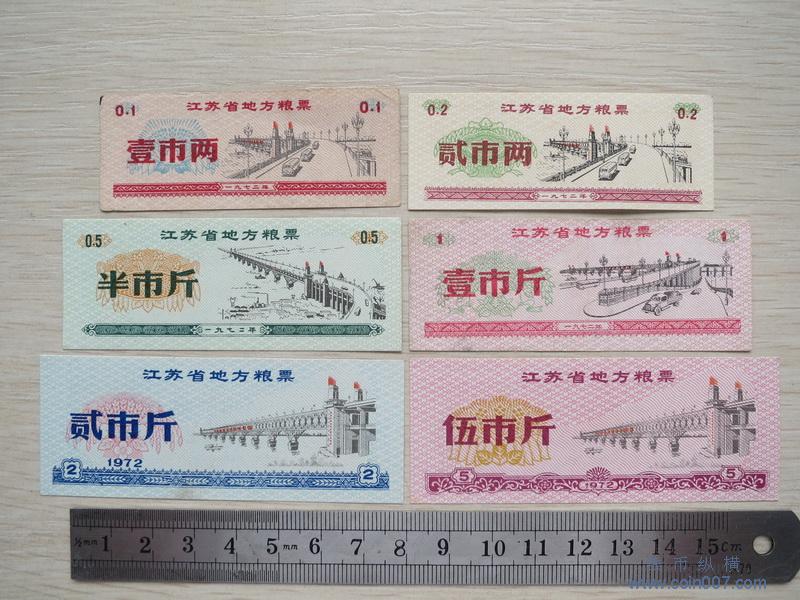 江苏省地方粮票
0.1 0.1
壹市两
一九七二年
江苏省地方粮票
0.2 0.2
贰市两
一九七二年
江苏省地方粮票
0.5 0.5
半市斤
一九七二年
江苏省地方粮票
1 1
壹市斤
一九七二年
江苏省地方粮票
贰市斤
1972
2 2
江苏省地方粮票
伍市斤
5 1972 5
½mm 1 2 3 4 5 mm 6 7 8 9 10 11 12 13 14 15 Cm
币纵横
www.coin007.com